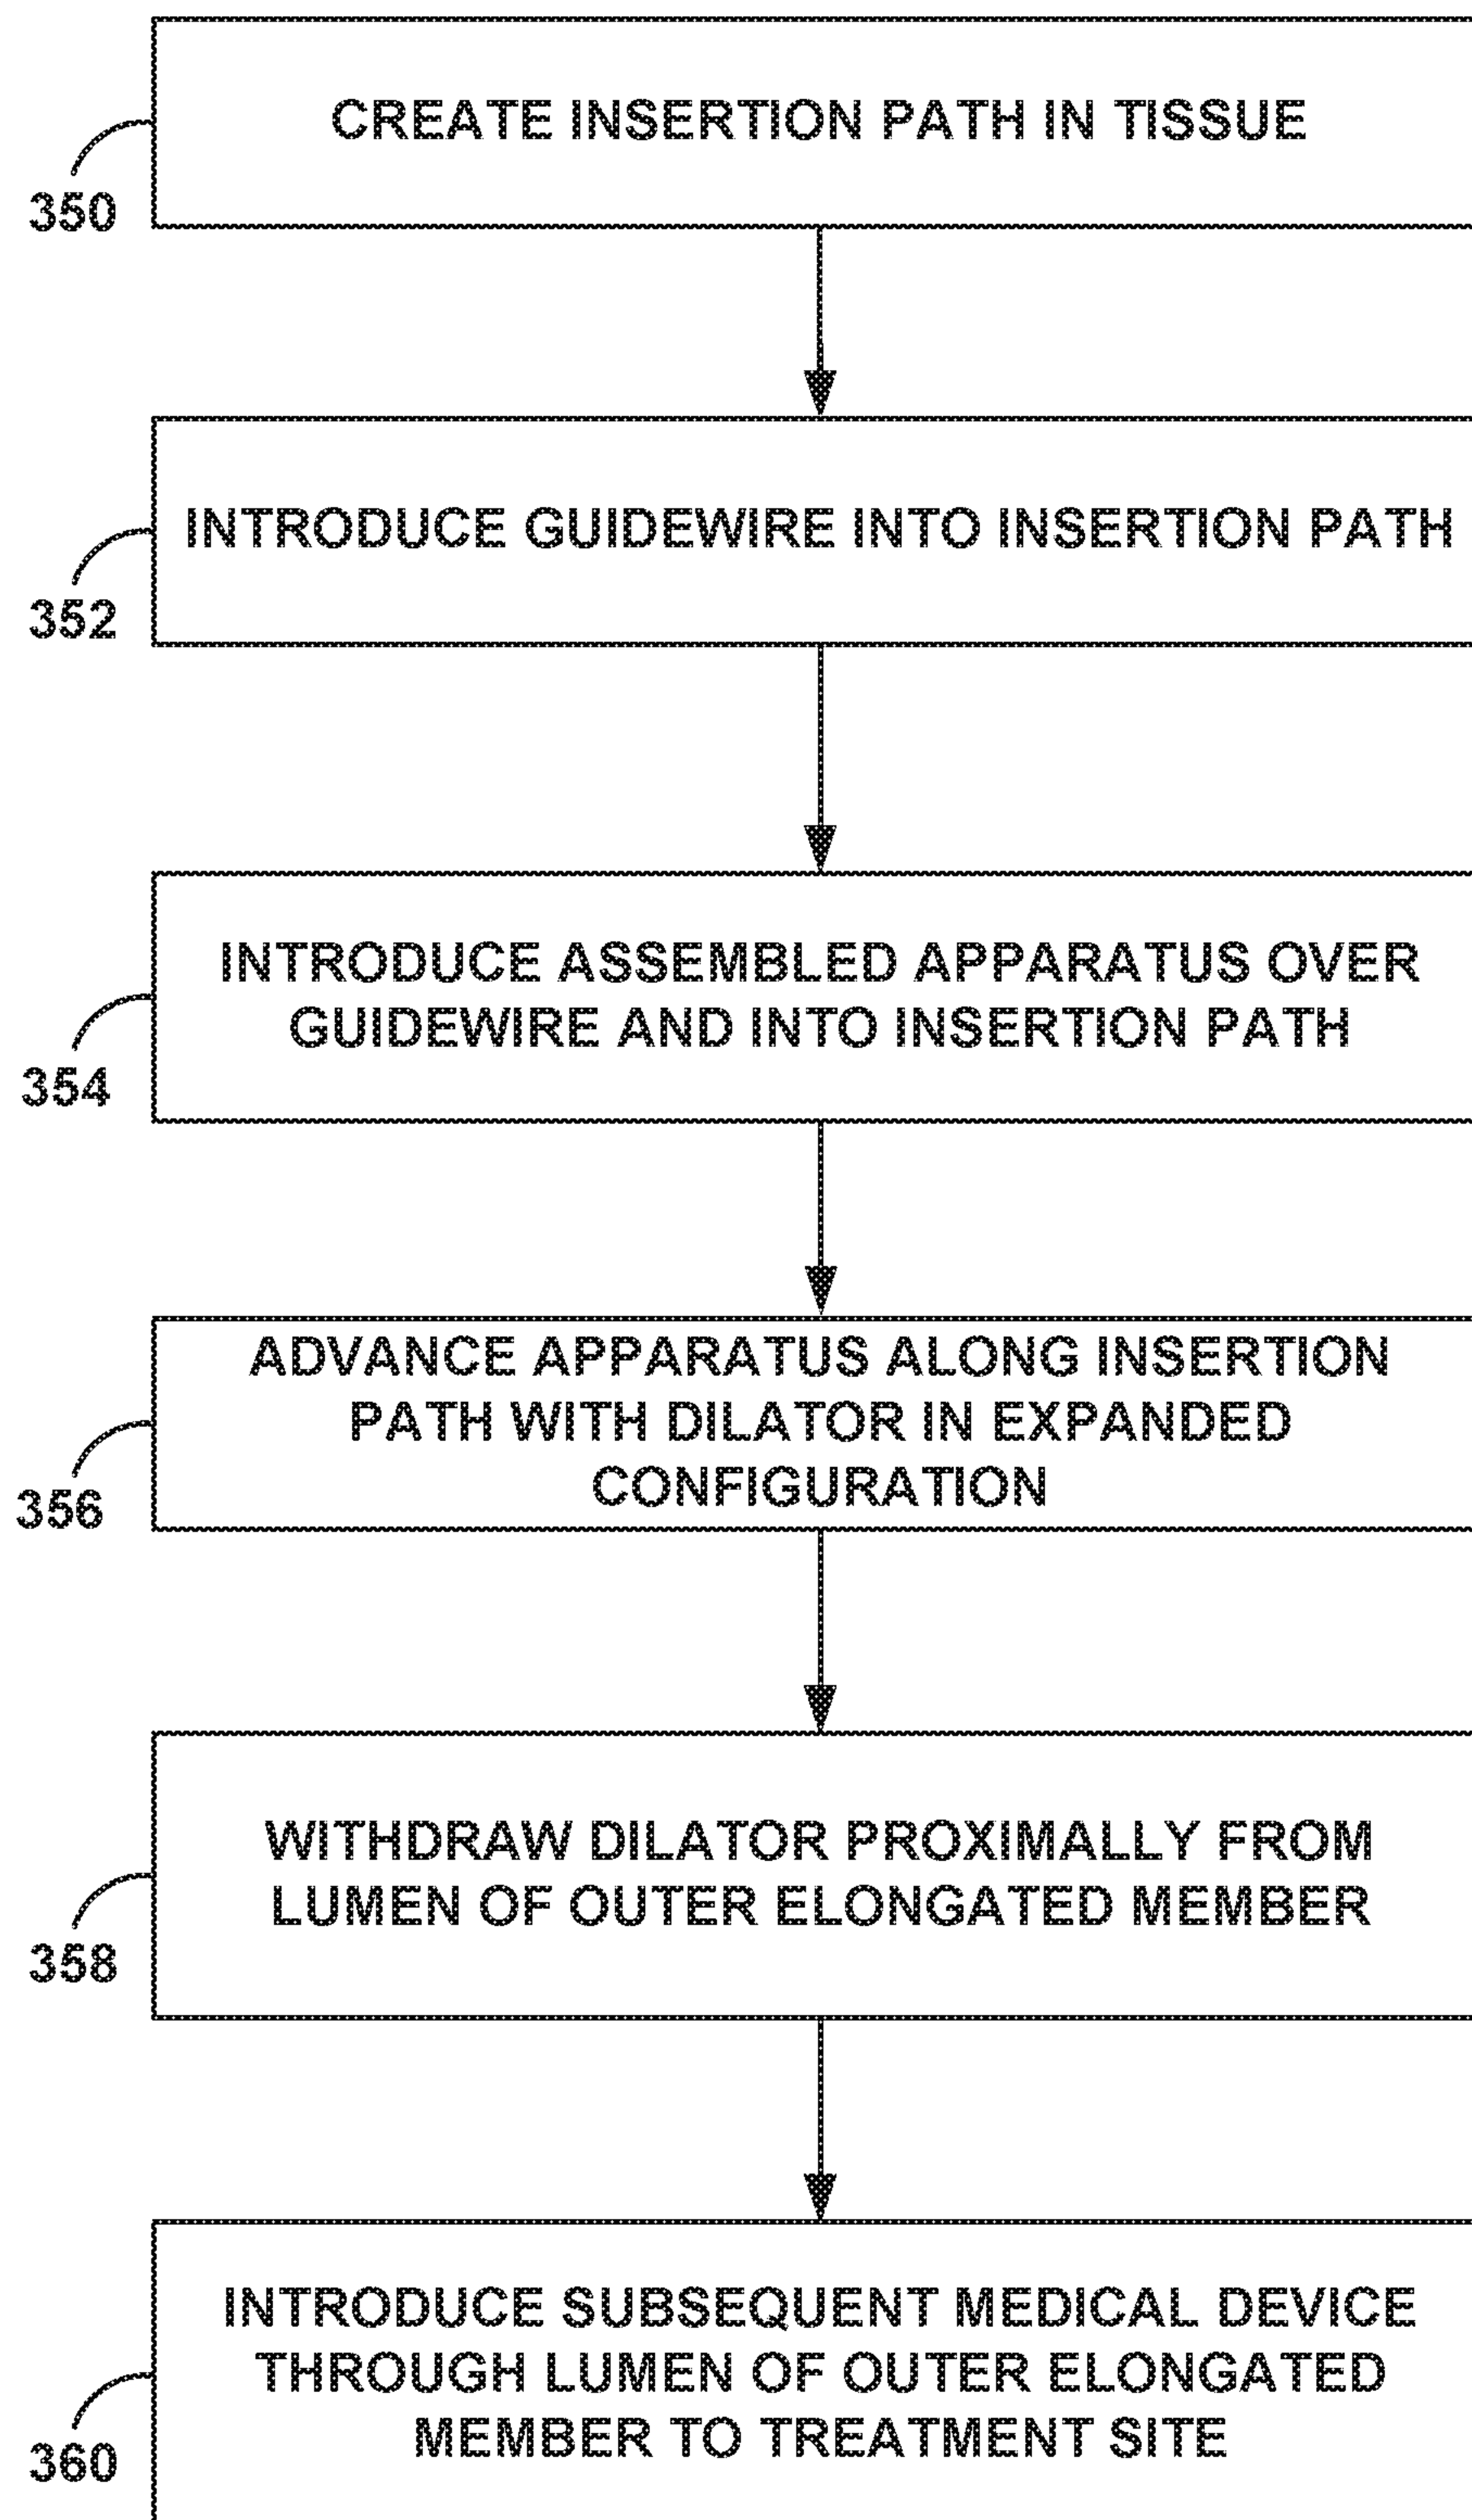 CREATE INSERTION PATH IN TISSUE
350
INTRODUCE GUIDEWIRE INTO INSERTION PATH
352
INTRODUCE ASSEMBLED APPARATUS OVER
GUIDEWIRE AND INTO INSERTION PATH
354
ADVANCE APPARATUS ALONG INSERTION
PATH WITH DILATOR IN EXPANDED
CONFIGURATION
356
WITHDRAW DILATOR PROXIMALLY FROM
LUMEN OF OUTER ELONGATED MEMBER
358
INTRODUCE SUBSEQUENT MEDICAL DEVICE
THROUGH LUMEN OF OUTER ELONGATED
MEMBER TO TREATMENT SITE
360